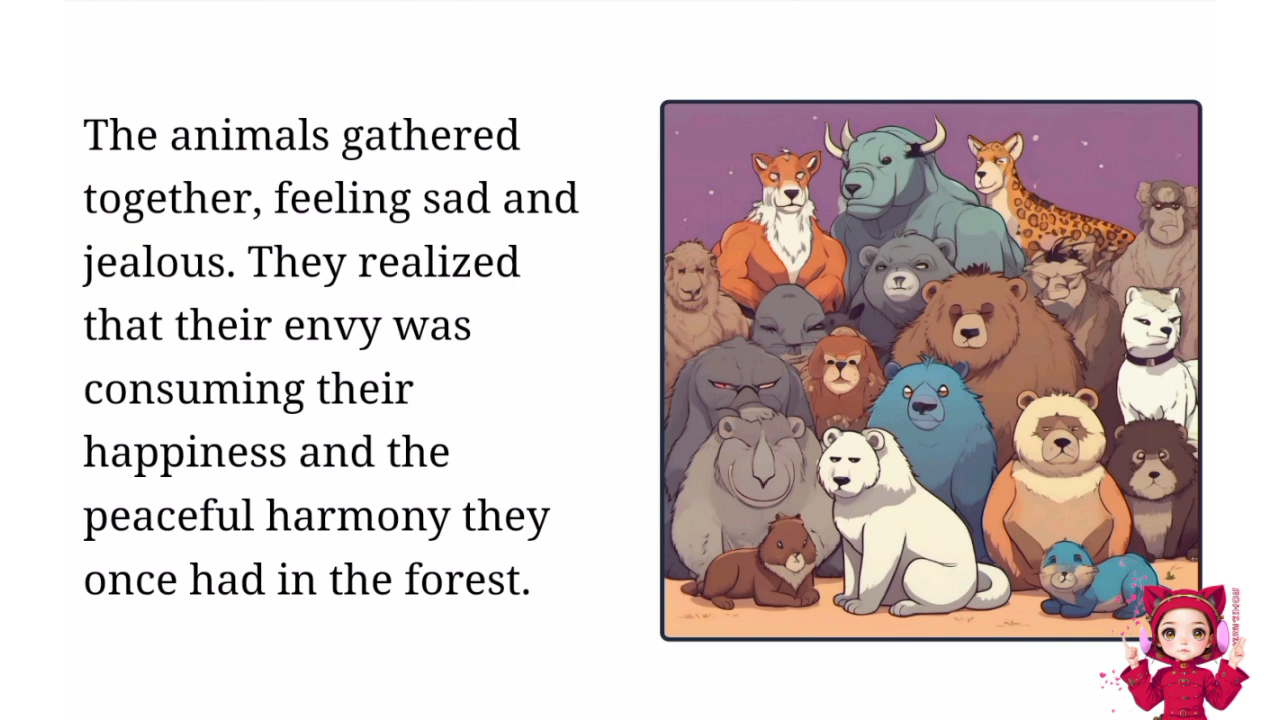 The animals gathered
together, feeling sad and
jealous. They realized
that their envy was
consuming their
happiness and the
peaceful harmony they
once had in the forest.